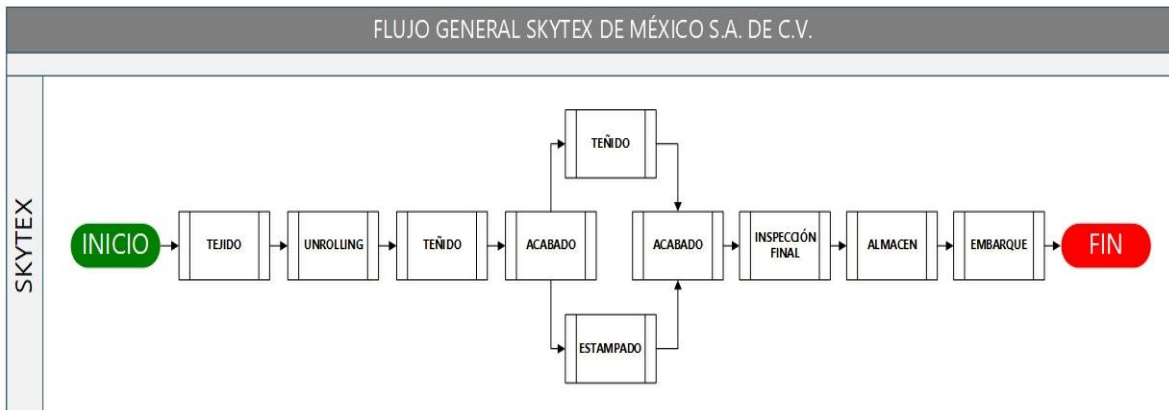 FLUJO GENERAL SKYTEX DE MÉXICO S.A. DE C.V.
SKYTEX
INICIO
TEJIDO
UNROLLING
TEÑIDO
ACABADO
TEÑIDO
ESTAMPADO
ACABADO
INSPECCIÓN
FINAL
ALMACEN
EMBARQUE
FIN